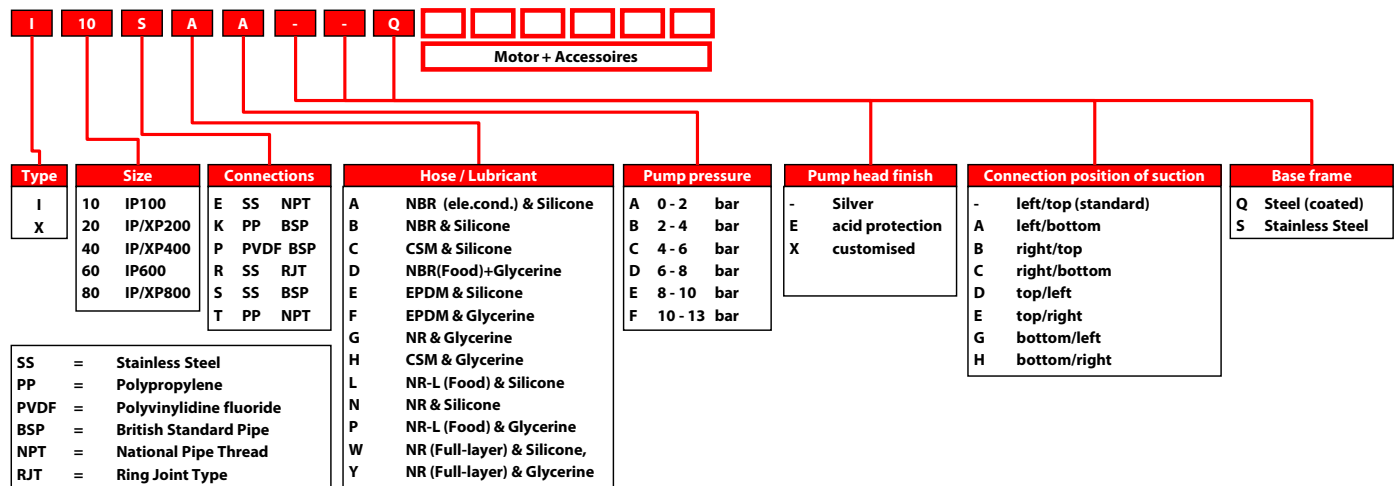 I 10 S A A - - Q
Motor + Accessoires
Type
I
X
Size
10 IP100
20 IP/XP200
40 IP/XP400
60 IP600
80 IP/XP800
Connections
E SS NPT
K PP BSP
P PVDF BSP
R SS RJT
S SS BSP
T PP NPT
Hose / Lubricant
A NBR (ele.cond.) & Silicone
B NBR & Silicone
C CSM & Silicone
D NBR(Food)+Glycerine
E EPDM & Silicone
F EPDM & Glycerine
G NR & Glycerine
H CSM & Glycerine
L NR-L (Food) & Silicone
N NR & Silicone
P NR-L (Food) & Glycerine
W NR (Full-layer) & Silicone,
Y NR (Full-layer) & Glycerine
Pump pressure
A 0 - 2 bar
B 2 - 4 bar
C 4 - 6 bar
D 6 - 8 bar
E 8 - 10 bar
F 10 - 13 bar
Pump head finish
- Silver
E acid protection
X customised
Connection position of suction
- left/top (standard)
A left/bottom
B right/top
C right/bottom
D top/left
E top/right
G bottom/left
H bottom/right
Base frame
Q Steel (coated)
S Stainless Steel
SS = Stainless Steel
PP = Polypropylene
PVDF = Polyvinylidine fluoride
BSP = British Standard Pipe
NPT = National Pipe Thread
RJT = Ring Joint Type